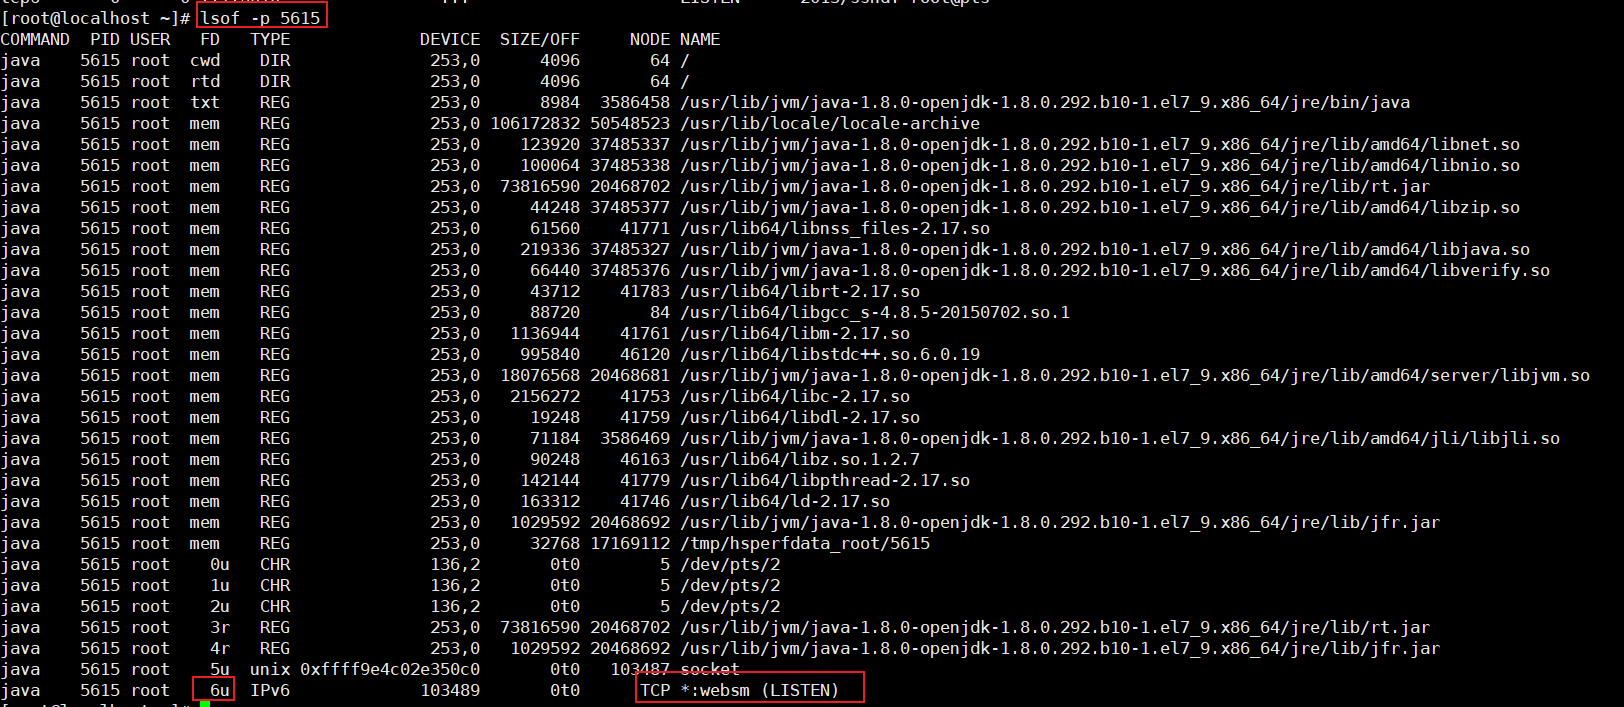 [root@localhost ~]# lsof -p 5615
COMMAND  PID USER   FD   TYPE             DEVICE  SIZE/OFF     NODE NAME
java    5615 root  cwd    DIR              253,0      4096       64 /
java    5615 root  rtd    DIR              253,0      4096       64 /
java    5615 root  txt    REG              253,0      8984  3586458 /usr/lib/jvm/java-1.8.0-openjdk-1.8.0.292.b10-1.el7_9.x86_64/jre/bin/java
java    5615 root  mem    REG              253,0 106172832 50548523 /usr/lib/locale/locale-archive
java    5615 root  mem    REG              253,0    123920 37485337 /usr/lib/jvm/java-1.8.0-openjdk-1.8.0.292.b10-1.el7_9.x86_64/jre/lib/amd64/libnet.so
java    5615 root  mem    REG              253,0    100064 37485338 /usr/lib/jvm/java-1.8.0-openjdk-1.8.0.292.b10-1.el7_9.x86_64/jre/lib/amd64/libnio.so
java    5615 root  mem    REG              253,0  73816590 20468702 /usr/lib/jvm/java-1.8.0-openjdk-1.8.0.292.b10-1.el7_9.x86_64/jre/lib/rt.jar
java    5615 root  mem    REG              253,0     44248 37485377 /usr/lib/jvm/java-1.8.0-openjdk-1.8.0.292.b10-1.el7_9.x86_64/jre/lib/amd64/libzip.so
java    5615 root  mem    REG              253,0     61560    41771 /usr/lib64/libnss_files-2.17.so
java    5615 root  mem    REG              253,0    219336 37485327 /usr/lib/jvm/java-1.8.0-openjdk-1.8.0.292.b10-1.el7_9.x86_64/jre/lib/amd64/libjava.so
java    5615 root  mem    REG              253,0     66440 37485376 /usr/lib/jvm/java-1.8.0-openjdk-1.8.0.292.b10-1.el7_9.x86_64/jre/lib/amd64/libverify.so
java    5615 root  mem    REG              253,0     43712    41783 /usr/lib64/librt-2.17.so
java    5615 root  mem    REG              253,0     88720       84 /usr/lib64/libgcc_s-4.8.5-20150702.so.1
java    5615 root  mem    REG              253,0   1136944    41761 /usr/lib64/libm-2.17.so
java    5615 root  mem    REG              253,0    995840    46120 /usr/lib64/libstdc++.so.6.0.19
java    5615 root  mem    REG              253,0  18076568 20468681 /usr/lib/jvm/java-1.8.0-openjdk-1.8.0.292.b10-1.el7_9.x86_64/jre/lib/amd64/server/libjvm.so
java    5615 root  mem    REG              253,0   2156272    41753 /usr/lib64/libc-2.17.so
java    5615 root  mem    REG              253,0     19248    41759 /usr/lib64/libdl-2.17.so
java    5615 root  mem    REG              253,0     71184  3586469 /usr/lib/jvm/java-1.8.0-openjdk-1.8.0.292.b10-1.el7_9.x86_64/jre/lib/amd64/jli/libjli.so
java    5615 root  mem    REG              253,0     90248    46163 /usr/lib64/libz.so.1.2.7
java    5615 root  mem    REG              253,0    142144    41779 /usr/lib64/libpthread-2.17.so
java    5615 root  mem    REG              253,0    163312    41746 /usr/lib64/ld-2.17.so
java    5615 root  mem    REG              253,0   1029592 20468692 /usr/lib/jvm/java-1.8.0-openjdk-1.8.0.292.b10-1.el7_9.x86_64/jre/lib/jfr.jar
java    5615 root  mem    REG              253,0     32768 17169112 /tmp/hsperfdata_root/5615
java    5615 root    0u   CHR              136,2       0t0        5 /dev/pts/2
java    5615 root    1u   CHR              136,2       0t0        5 /dev/pts/2
java    5615 root    2u   CHR              136,2       0t0        5 /dev/pts/2
java    5615 root    3r   REG              253,0  73816590 20468702 /usr/lib/jvm/java-1.8.0-openjdk-1.8.0.292.b10-1.el7_9.x86_64/jre/lib/rt.jar
java    5615 root    4r   REG              253,0   1029592 20468692 /usr/lib/jvm/java-1.8.0-openjdk-1.8.0.292.b10-1.el7_9.x86_64/jre/lib/jfr.jar
java    5615 root    5u  unix 0xffff9e4c02e350c0       0t0   103487 socket
java    5615 root    6u  IPv6             103489       0t0      TCP *:websm (LISTEN)